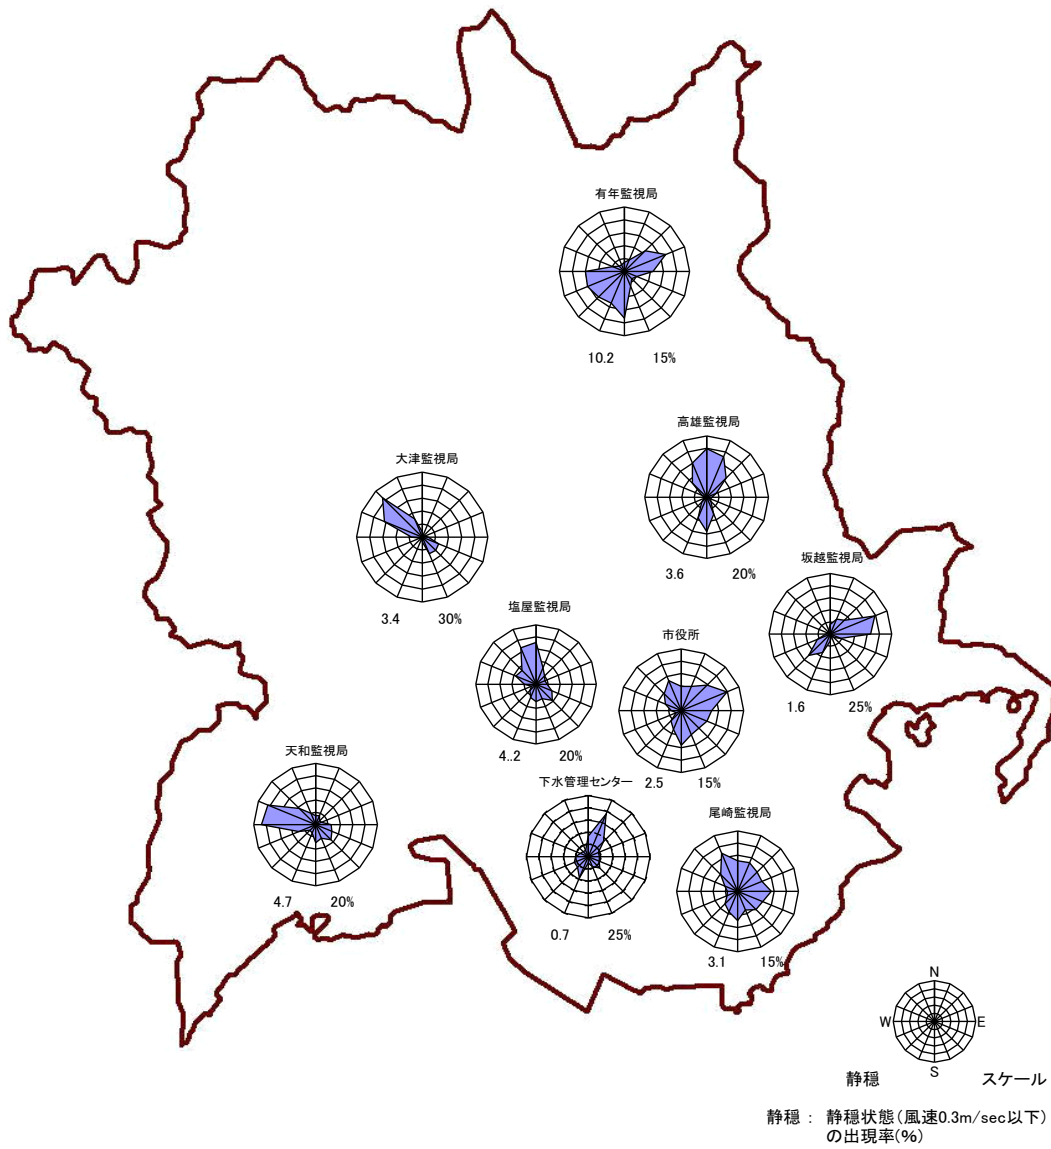 有年監視局
10.2 15%
高雄監視局
3.6 20%
大津監視局
3.4 30%
坂越監視局
1.6 25%
塩屋監視局
4..2 20%
市役所
2.5 15%
天和監視局
4.7 20%
下水管理センター
0.7 25%
尾崎監視局
3.1 15%
N
W E
S
静穏 スケール
静穏 : 静穏状態(風速0.3m/sec以下)
の出現率(%)